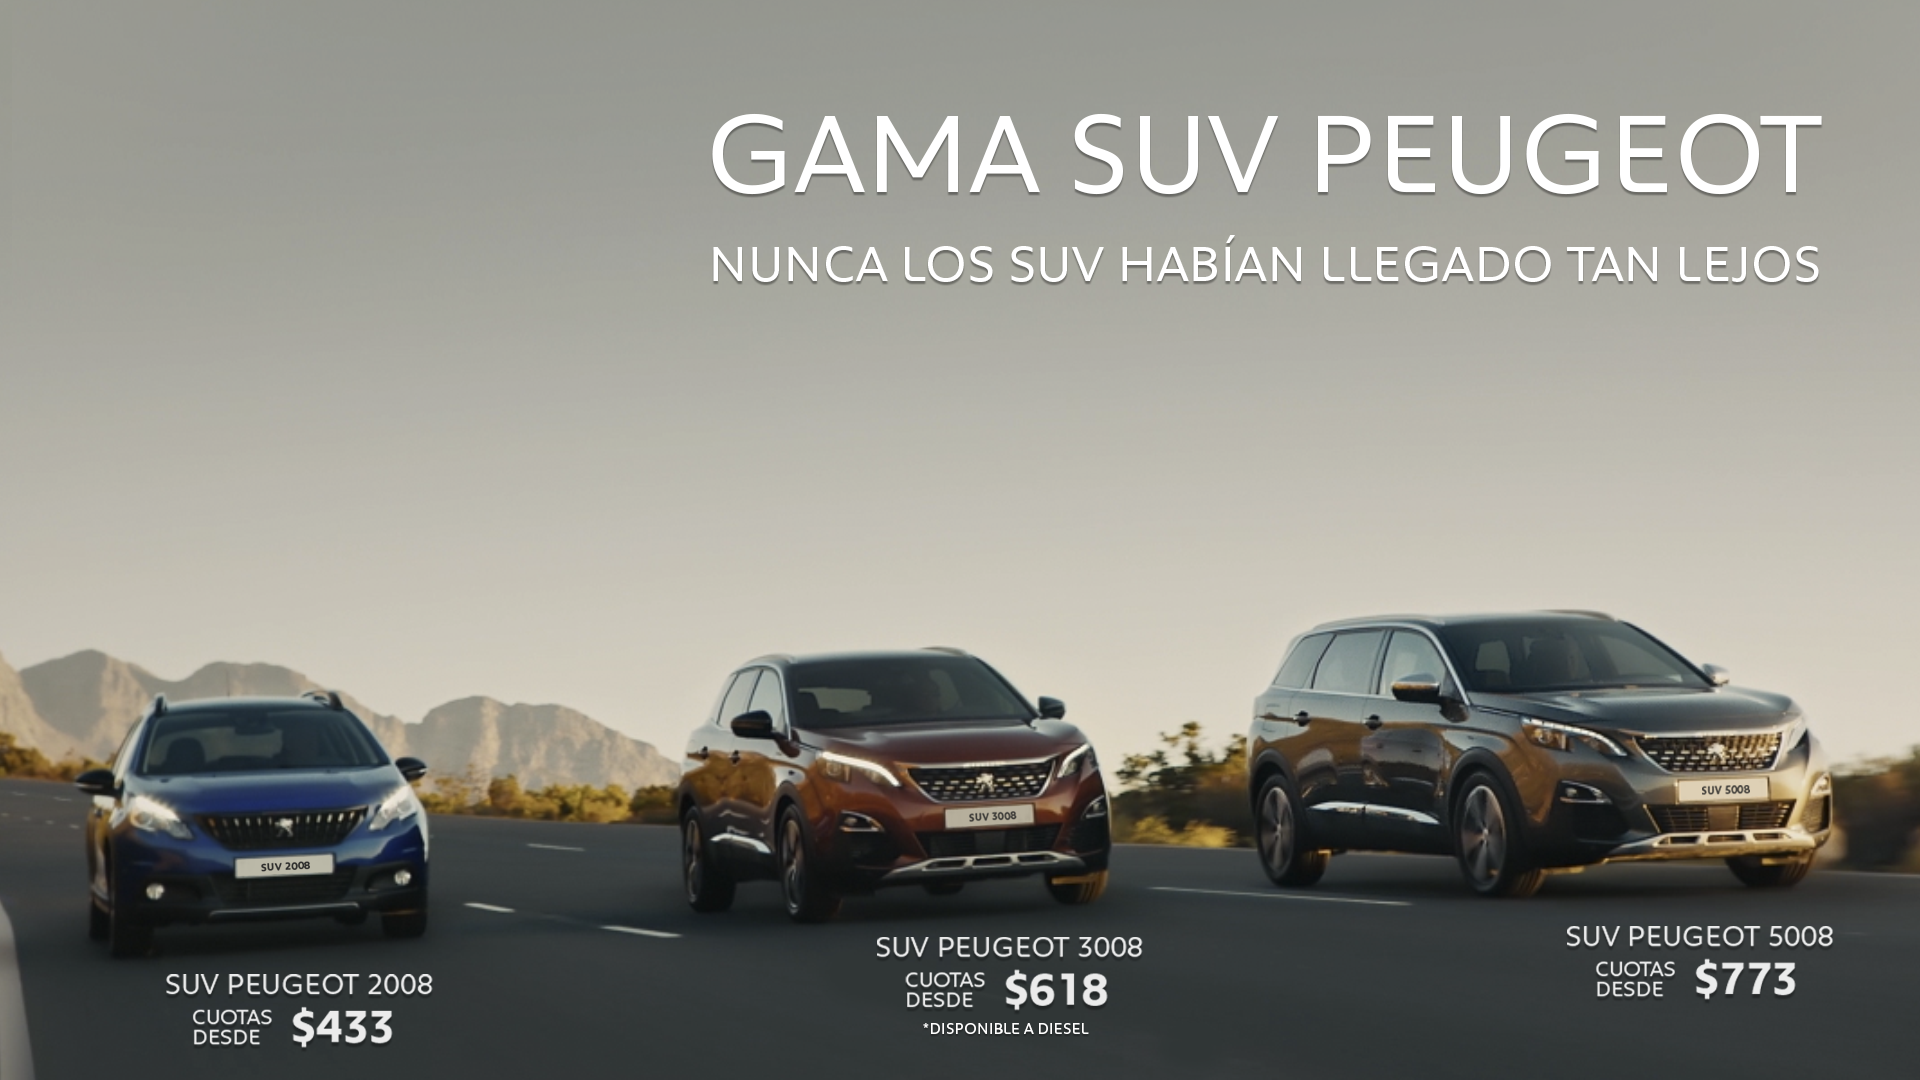 GAMA SUV PEUGEOT
NUNCA LOS SUV HABÍAN LLEGADO TAN LEJOS
SUV 2008
SUV 3008
SUV 5008
SUV PEUGEOT 2008
CUOTAS
DESDE
$433
SUV PEUGEOT 3008
CUOTAS
DESDE
$618
*DISPONIBLE A DIESEL
SUV PEUGEOT 5008
CUOTAS
DESDE
$773